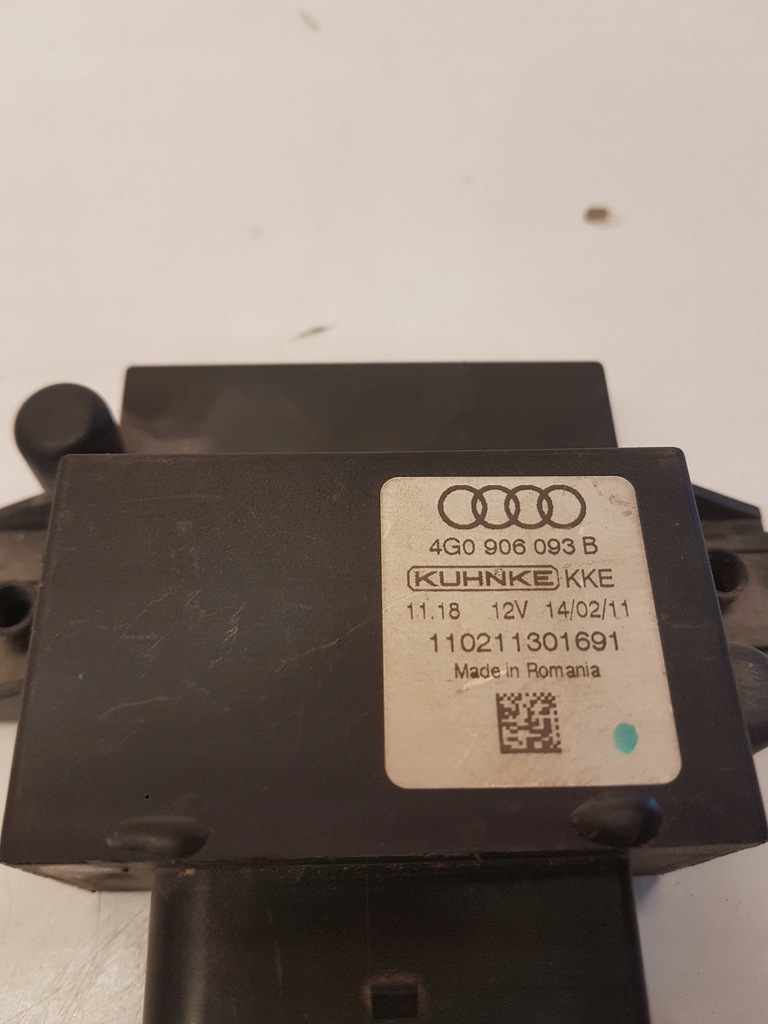 4G0 906 093 B
KUHNKE KKE
11.18 12V 14/02/11
110211301691
Made in Romania